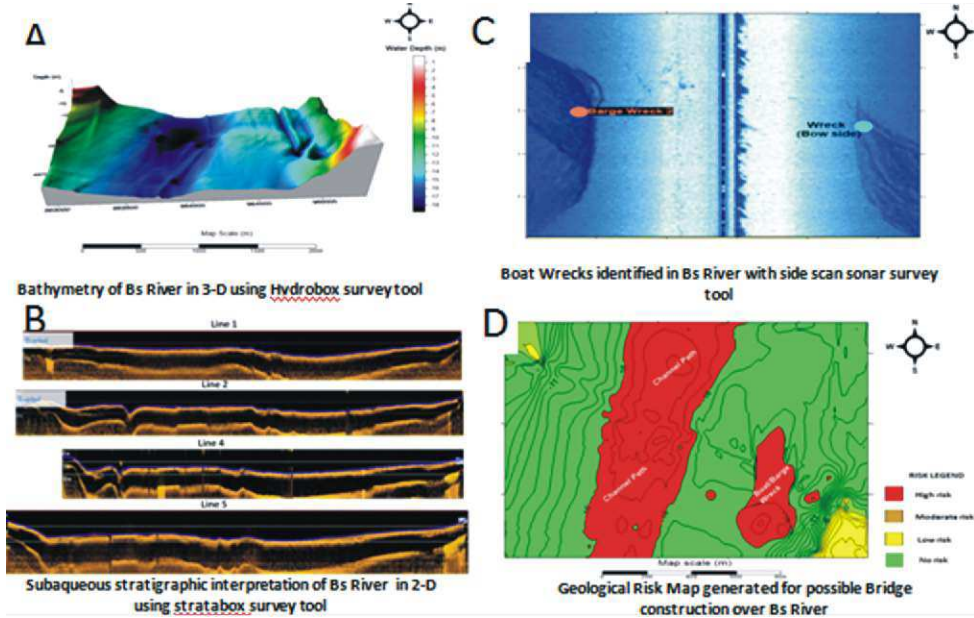 A
N
W
E
S
Water Depth (m)
Depth (m)
Map Scale (m)
Bathymetry of Bs River in 3-D using Hydrobox survey tool
C
N
W
E
S
Barge Wreck 2
Wreck
(Bow side)
Boat Wrecks identified in Bs River with side scan sonar survey
tool
B
Line 1
Line 2
Line 4
Line 5
Subaqueous stratigraphic interpretation of Bs River in 2-D
using stratabox survey tool
D
N
W
E
S
Channel Path
Channel Path
Boat/Barge
Wreck
RISK LEGEND
High risk
Moderate risk
Low risk
No risk
Map scale (m)
Geological Risk Map generated for possible Bridge
construction over Bs River